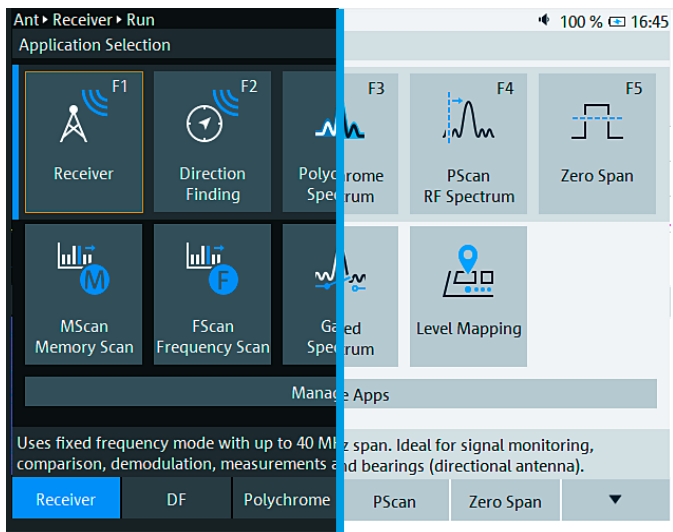 Ant ▸ Receiver ▸ Run 100 % 16:45
Application Selection
F1 F2 F3 F4 F5
Receiver
Direction
Finding
Polychrome
Spectrum
PScan
RF Spectrum
Zero Span
M F
MScan
Memory Scan
FScan
Frequency Scan
Gated
Spectrum
Level Mapping
Manage Apps
Uses fixed frequency mode with up to 40 MHz span. Ideal for signal monitoring,
comparison, demodulation, measurements and bearings (directional antenna).
Receiver DF Polychrome PScan Zero Span